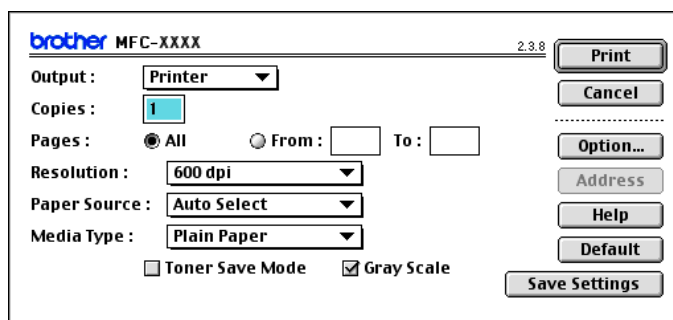 brother MFC-XXXX 2.3.8 Print
Output : Printer Cancel
Copies : 1
Pages : All From : To : Option...
Resolution : 600 dpi Address
Paper Source : Auto Select Help
Media Type : Plain Paper Default
Toner Save Mode Gray Scale Save Settings